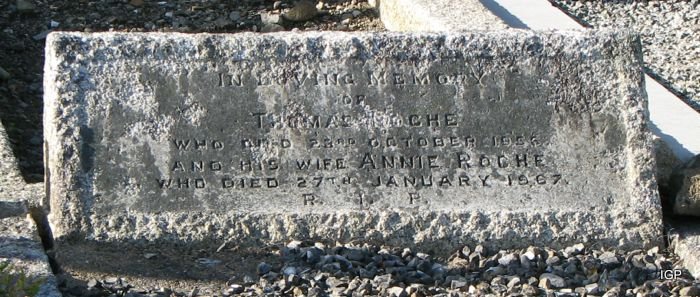 IN LOVING MEMORY
OF
THOMAS ROCHE
WHO DIED 23RD OCTOBER
AND HIS WIFE ANNIE ROCHE
WHO DIED 27TH JANUARY 1967.
R. I. P.
IGP